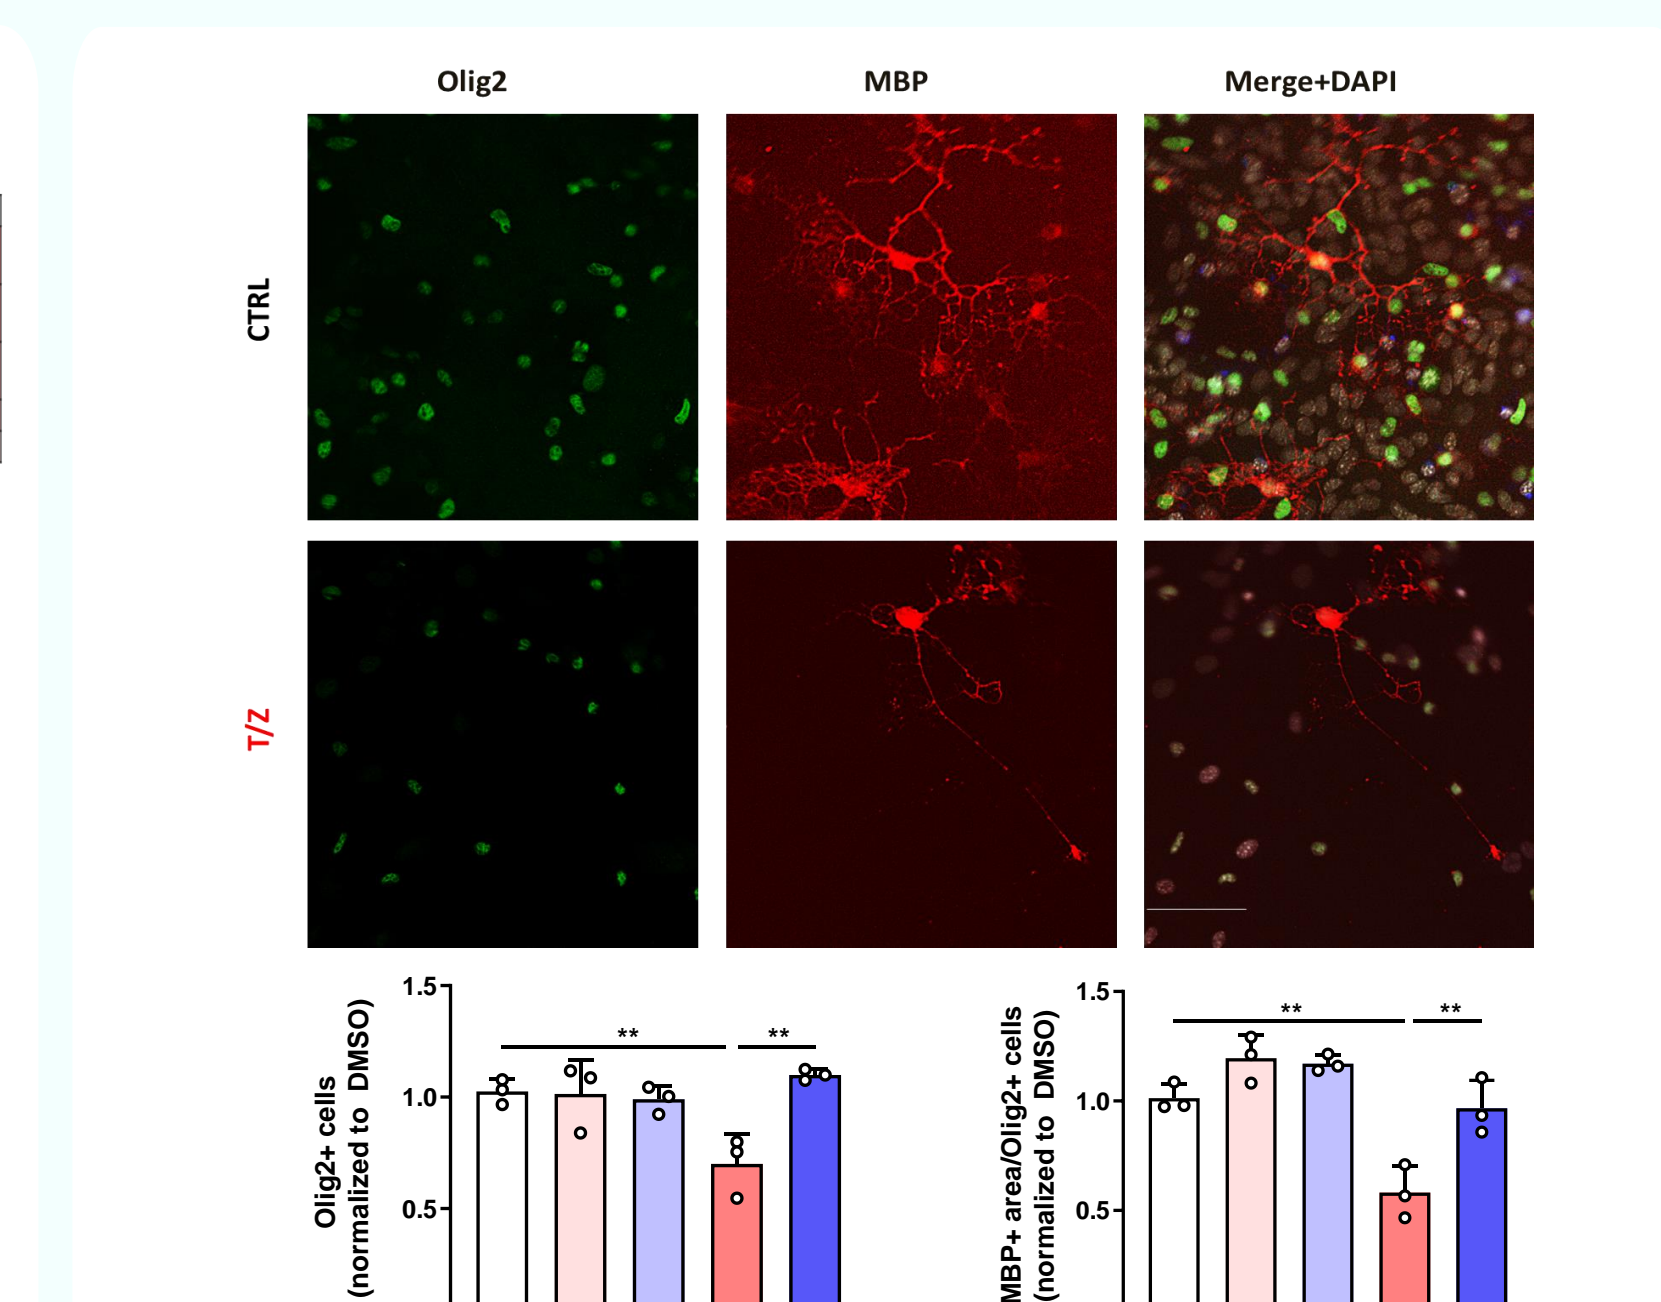 Olig2
MBP
Merge+DAPI
CTRL
T/Z
1.5
1.0
0.5
Olig2+ cells
(normalized to DMSO)
**
**
1.5
1.0
0.5
MBP+ area/Olig2+ cells
(normalized to DMSO)
**
**